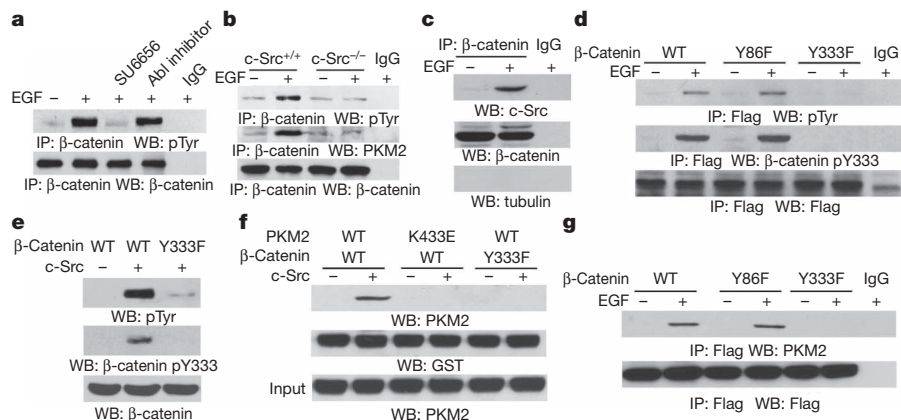 a
SU6656
Abl inhibitor
IgG
EGF – + + + +
IP: β-catenin WB: pTyr
IP: β-catenin WB: β-catenin
b
c-Src+/+ c-Src–/– IgG
EGF – + – + +
IP: β-catenin WB: pTyr
IP: β-catenin WB: PKM2
IP: β-catenin WB: β-catenin
c
IP: β-catenin IgG
EGF – + +
WB: c-Src
WB: β-catenin
WB: tubulin
d
β-Catenin WT Y86F Y333F IgG
EGF – + – + – + +
IP: Flag WB: pTyr
IP: Flag WB: β-catenin pY333
IP: Flag WB: Flag
e
β-Catenin WT WT Y333F
c-Src – + +
WB: pTyr
WB: β-catenin pY333
WB: β-catenin
f
PKM2 WT K433E WT
β-Catenin WT WT Y333F
c-Src – + – + – +
WB: PKM2
WB: GST
Input
WB: PKM2
g
β-Catenin WT Y86F Y333F IgG
EGF – + – + – + +
IP: Flag WB: PKM2
IP: Flag WB: Flag